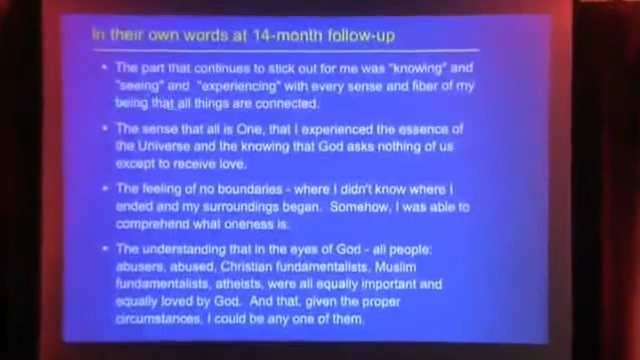 In their own words at 14-month follow-up
• The part that continues to stick out for me was "knowing" and
"seeing" and "experiencing" with every sense and fiber of my
being that all things are connected.
• The sense that all is One, that I experienced the essence of
the Universe and the knowing that God asks nothing of us
except to receive love.
• The feeling of no boundaries - where I didn't know where I
ended and my surroundings began. Somehow, I was able to
comprehend what oneness is.
• The understanding that in the eyes of God - all people;
abusers, abused, Christian fundamentalists, Muslim
fundamentalists, atheists, were all equally important and
equally loved by God. And that, given the proper
circumstances, I could be any one of them.